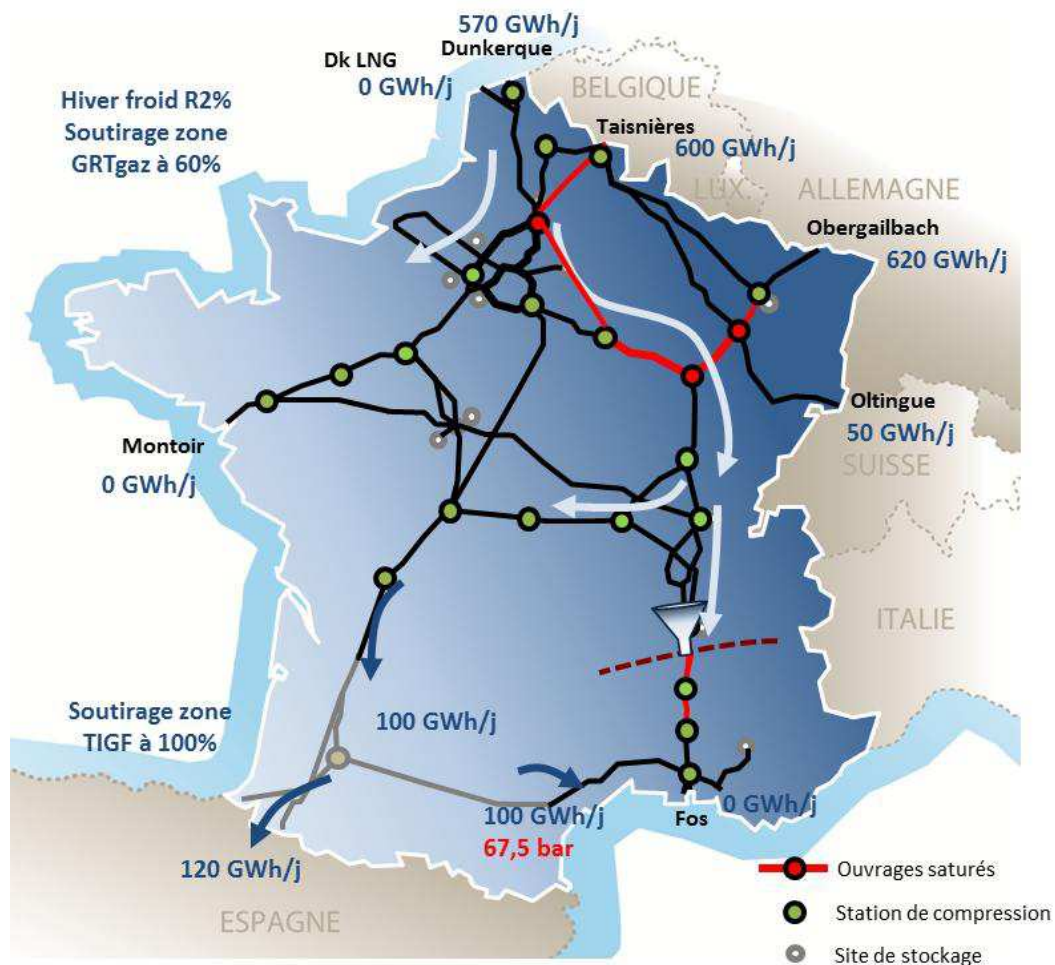 570 GWh/j
Dunkerque
Dk LNG
0 GWh/j
BELGIQUE
Hiver froid R2%
Soutirage zone
GRTgaz à 60%
Taisnières
600 GWh/j
LUX.
ALLEMAGNE
Obergailbach
620 GWh/j
Oltingue
50 GWh/j
SUISSE
Montoir
0 GWh/j
ITALIE
Soutirage zone
TIGF à 100%
100 GWh/j
100 GWh/j
67,5 bar
Fos
0 GWh/j
120 GWh/j
ESPAGNE
Ouvrages saturés
Station de compression
Site de stockage